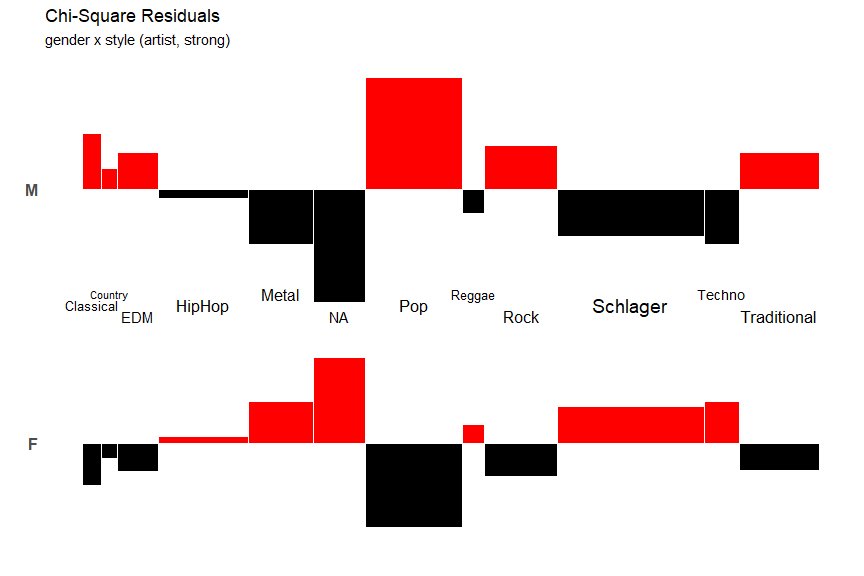 Chi-Square Residuals
gender x style (artist, strong)
M
Country
Classical
EDM
HipHop
Metal
NA
Pop
Reggae
Rock
Schlager
Techno
Traditional
F